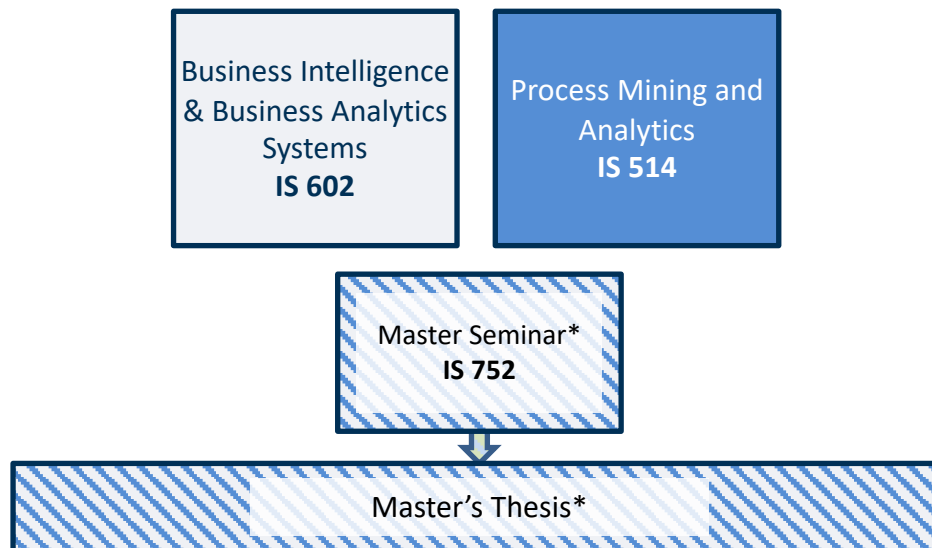 Business Intelligence
& Business Analytics
Systems
IS 602
Process Mining and
Analytics
IS 514
Master Seminar*
IS 752
Master’s Thesis*